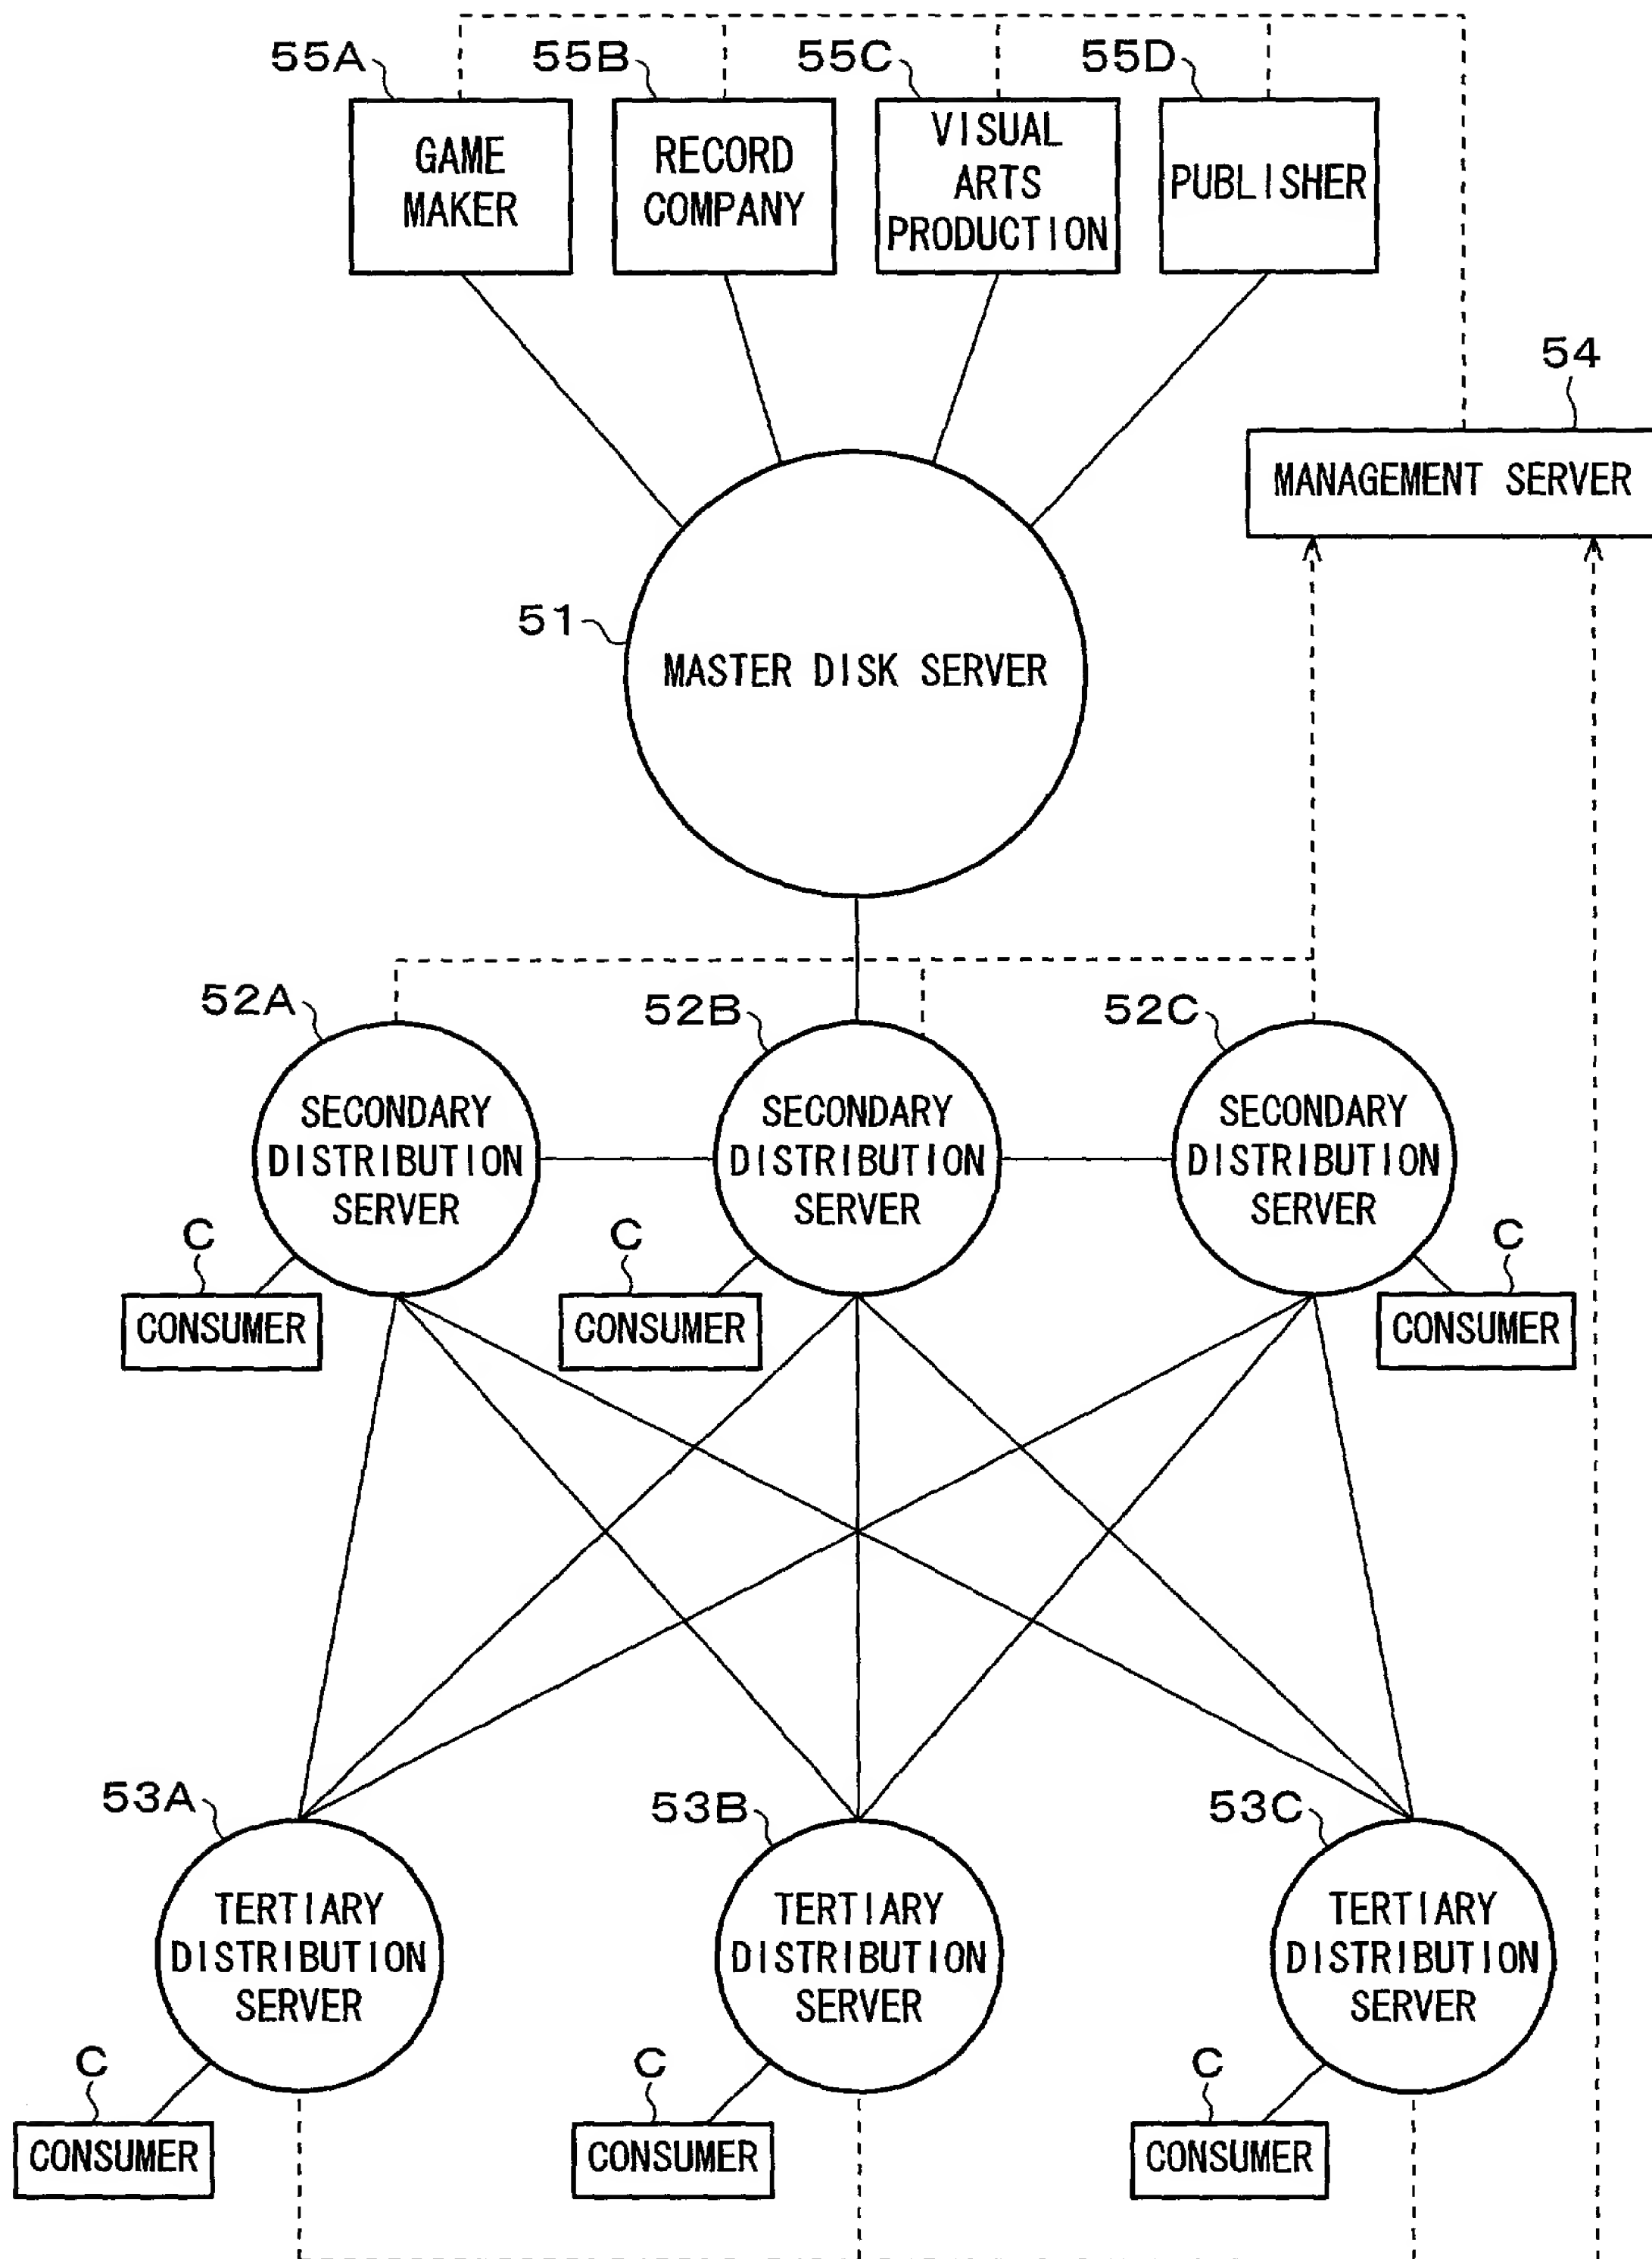 55A 55B 55C 55D
GAME
MAKER
RECORD
COMPANY
VISUAL
ARTS
PRODUCTION
PUBLISHER
54
MANAGEMENT SERVER
51
MASTER DISK SERVER
52A 52B 52C
SECONDARY
DISTRIBUTION
SERVER
SECONDARY
DISTRIBUTION
SERVER
SECONDARY
DISTRIBUTION
SERVER
C C C
CONSUMER CONSUMER CONSUMER
53A 53B 53C
TERTIARY
DISTRIBUTION
SERVER
TERTIARY
DISTRIBUTION
SERVER
TERTIARY
DISTRIBUTION
SERVER
C C C
CONSUMER CONSUMER CONSUMER